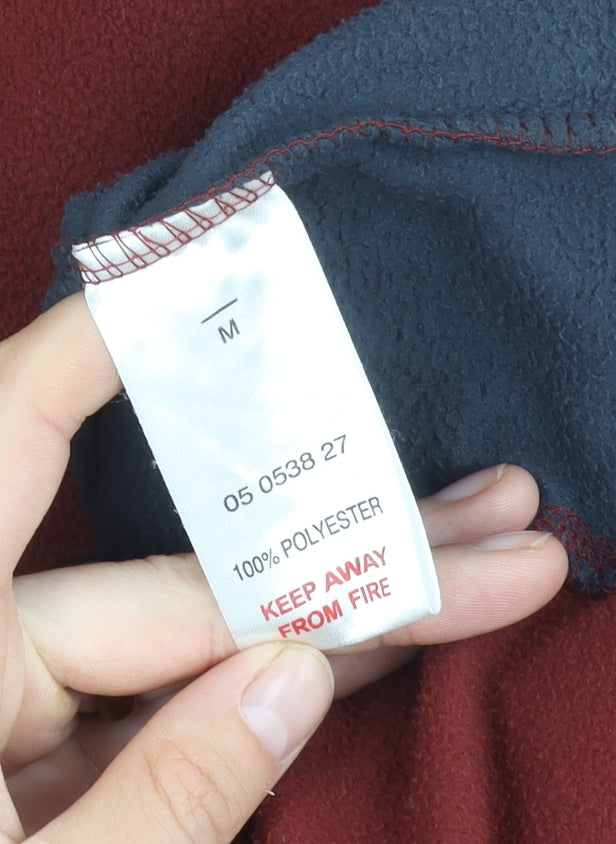 M
05 0538 27
100% POLYESTER
KEEP AWAY
FROM FIRE